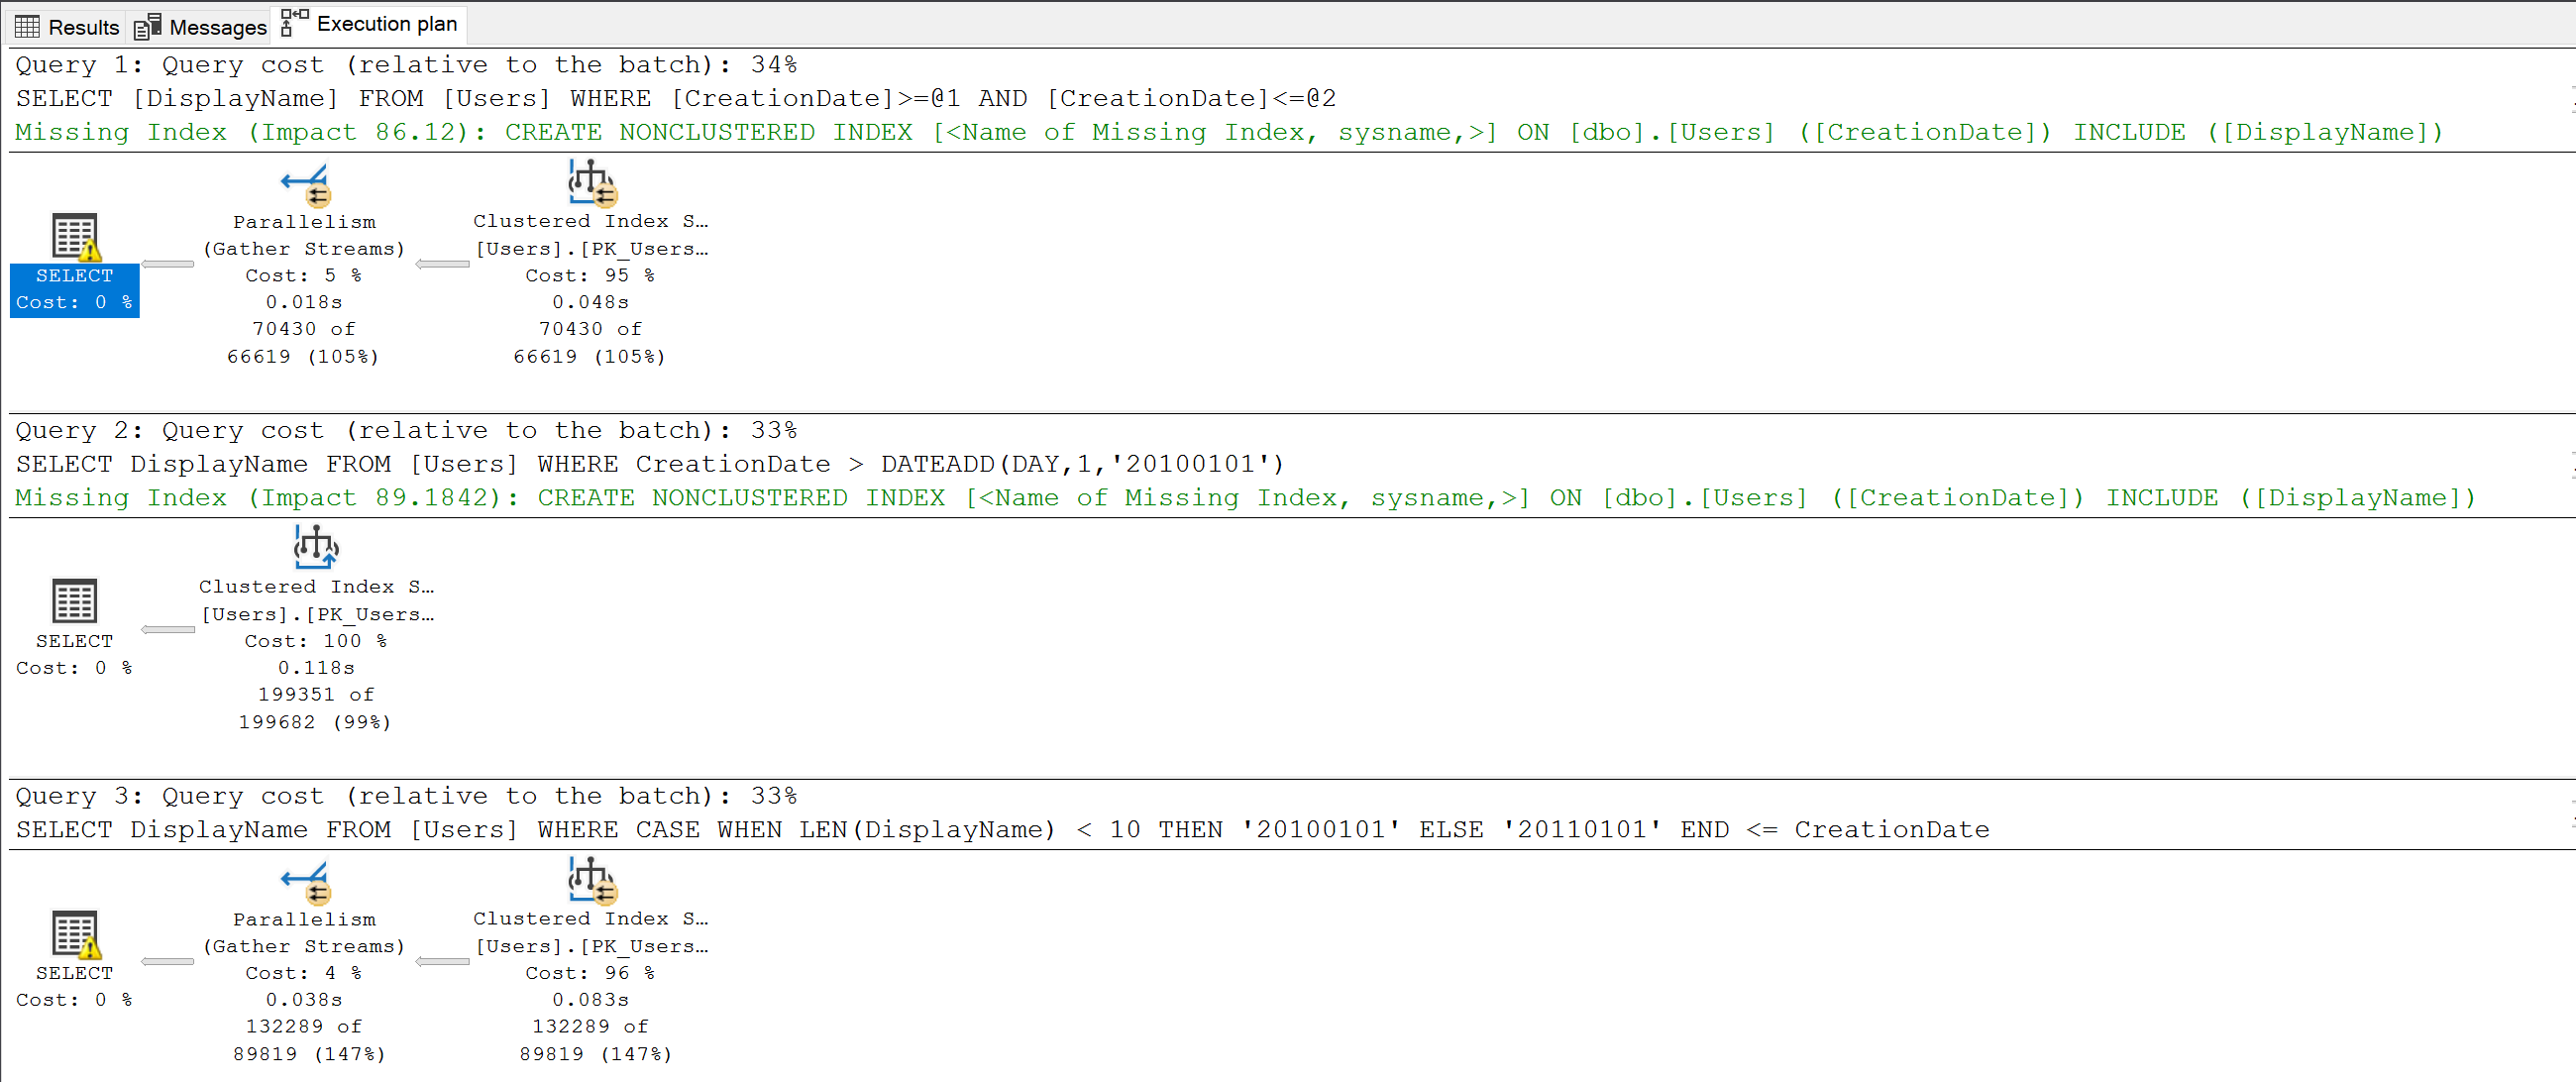 Results Messages Execution plan
Query 1: Query cost (relative to the batch): 34%
SELECT [DisplayName] FROM [Users] WHERE [CreationDate]>=@1 AND [CreationDate]<=@2
Missing Index (Impact 86.12): CREATE NONCLUSTERED INDEX [<Name of Missing Index, sysname,>] ON [dbo].[Users] ([CreationDate]) INCLUDE ([DisplayName])
SELECT
Cost: 0 %
Parallelism
(Gather Streams)
Cost: 5 %
0.018s
70430 of
66619 (105%)
Clustered Index S…
[Users].[PK_Users…
Cost: 95 %
0.048s
70430 of
66619 (105%)
Query 2: Query cost (relative to the batch): 33%
SELECT DisplayName FROM [Users] WHERE CreationDate > DATEADD(DAY,1,'20100101')
Missing Index (Impact 89.1842): CREATE NONCLUSTERED INDEX [<Name of Missing Index, sysname,>] ON [dbo].[Users] ([CreationDate]) INCLUDE ([DisplayName])
SELECT
Cost: 0 %
Clustered Index S…
[Users].[PK_Users…
Cost: 100 %
0.118s
199351 of
199682 (99%)
Query 3: Query cost (relative to the batch): 33%
SELECT DisplayName FROM [Users] WHERE CASE WHEN LEN(DisplayName) < 10 THEN '20100101' ELSE '20110101' END <= CreationDate
SELECT
Cost: 0 %
Parallelism
(Gather Streams)
Cost: 4 %
0.038s
132289 of
89819 (147%)
Clustered Index S…
[Users].[PK_Users…
Cost: 96 %
0.083s
132289 of
89819 (147%)